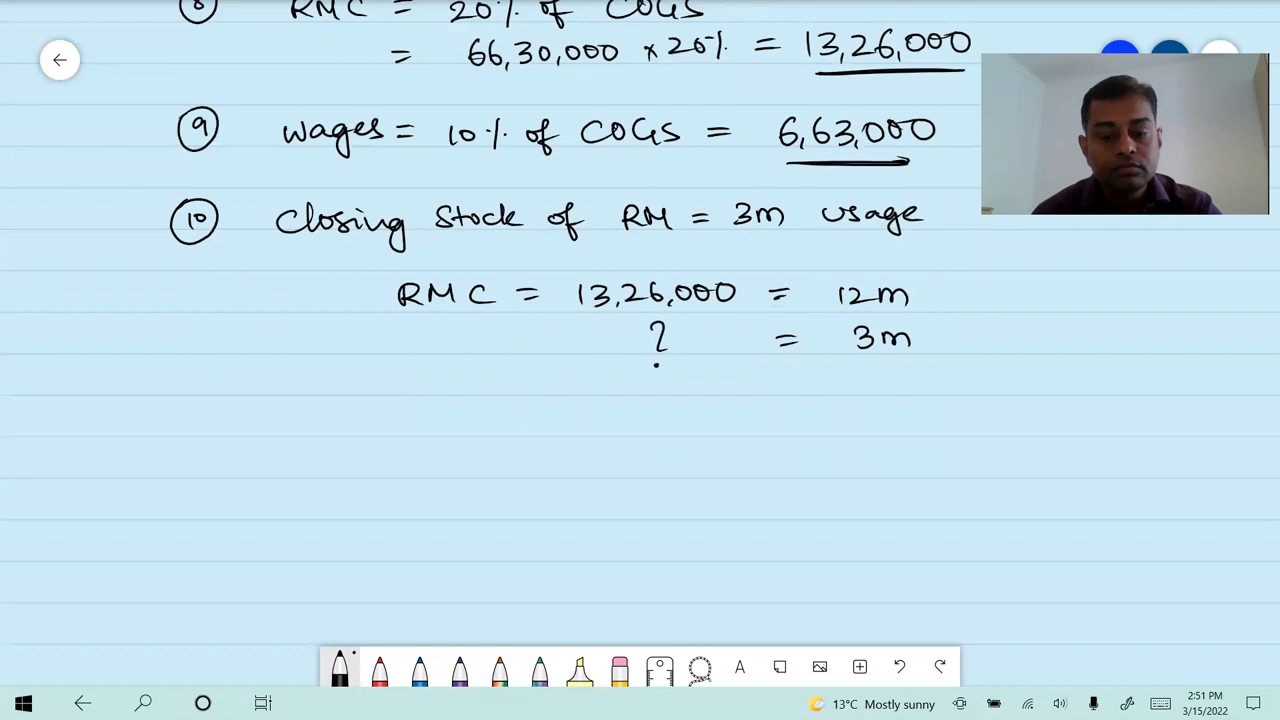 ⑧ RMC = 20% of COGS
= 66,30,000 × 20% = 13,26,000
⑨ wages = 10% of COGS = 6,63,000
⑩ Closing Stock of RM = 3m usage
RMC = 13,26,000 = 12m
? = 3m
A
13°C Mostly sunny
2:51 PM
3/15/2022